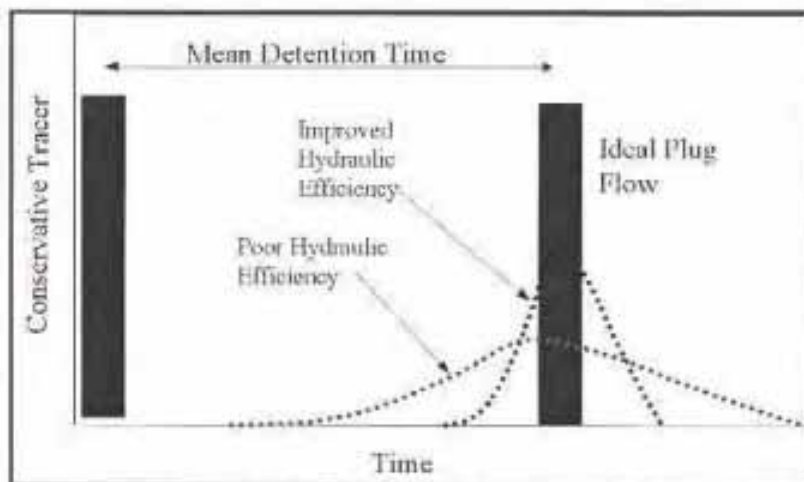 Mean Detention Time
Improved
Hydraulic
Efficiency
Ideal Plug
Flow
Poor Hydraulic
Efficiency
Conservative Tracer
Time